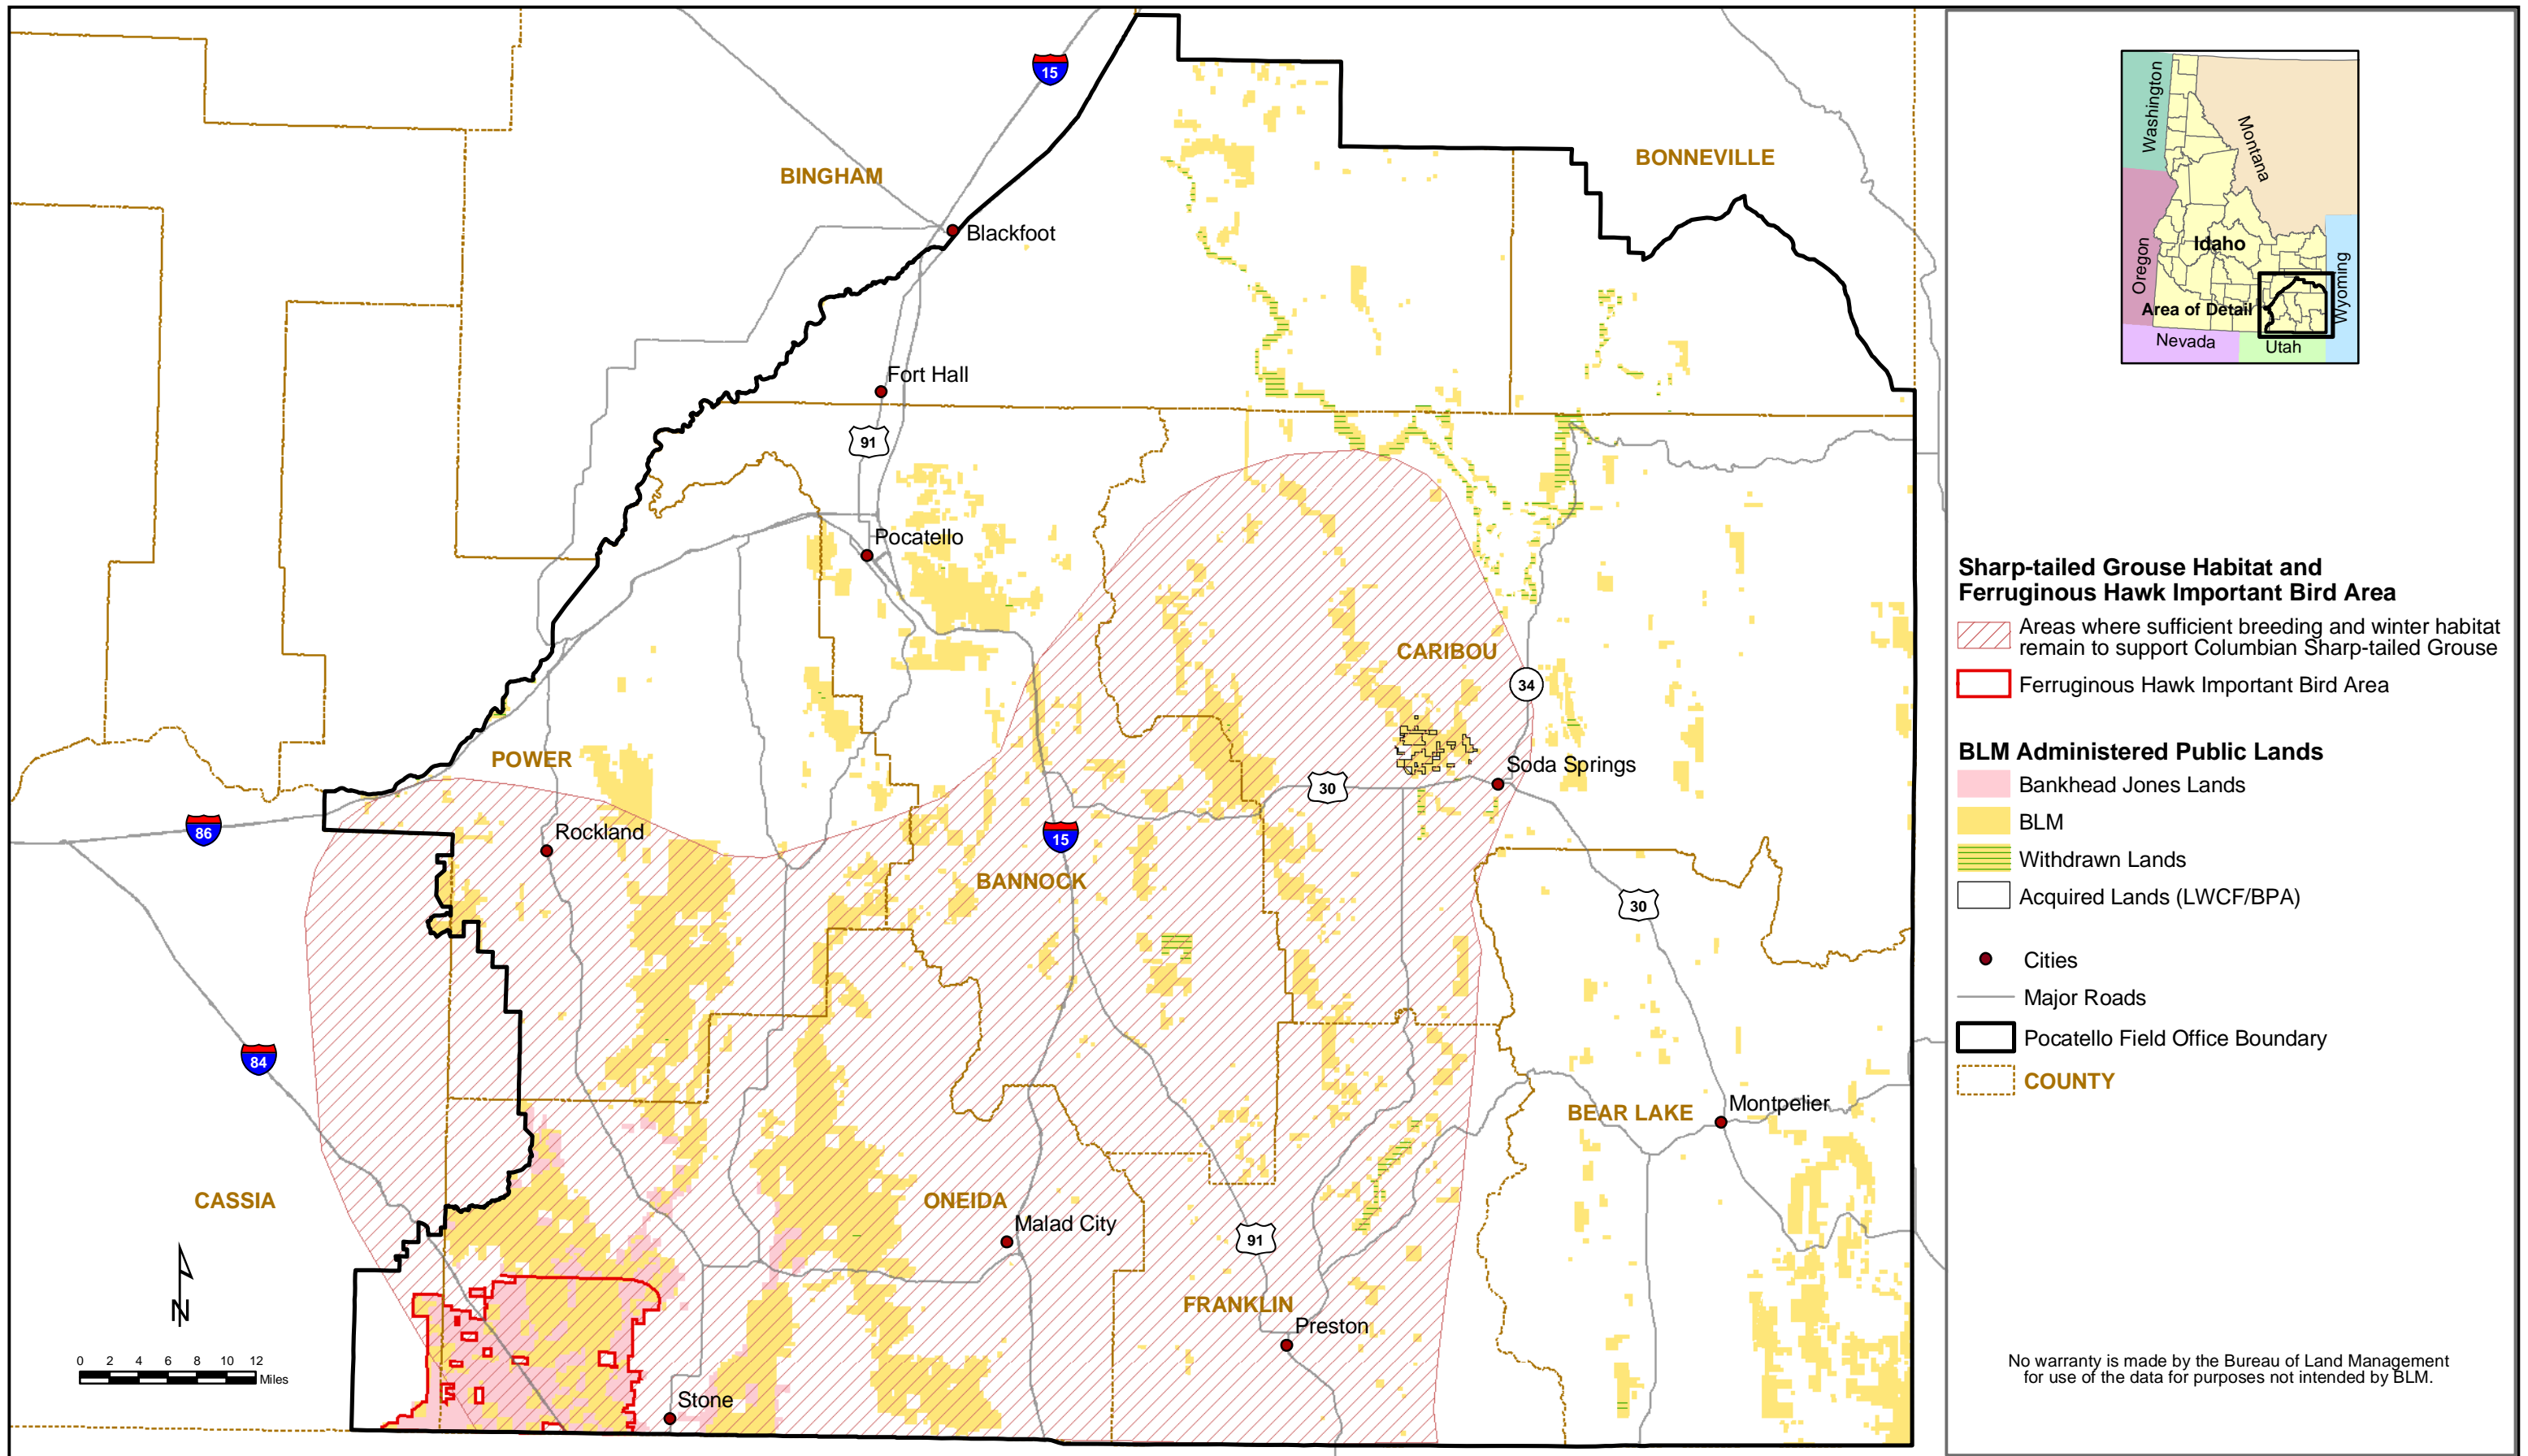 15
BINGHAM
BONNEVILLE
Blackfoot
Fort Hall
91
Pocatello
CARIBOU
34
POWER
Soda Springs
30
86
Rockland
15
BANNOCK
30
84
Montpelier
BEAR LAKE
CASSIA
ONEIDA
Malad City
91
FRANKLIN
Preston
Stone
N
0 2 4 6 8 10 12
Miles
Washington
Montana
Oregon
Idaho
Wyoming
Area of Detail
Nevada
Utah
Sharp-tailed Grouse Habitat and
Ferruginous Hawk Important Bird Area
Areas where sufficient breeding and winter habitat
remain to support Columbian Sharp-tailed Grouse
Ferruginous Hawk Important Bird Area
BLM Administered Public Lands
Bankhead Jones Lands
BLM
Withdrawn Lands
Acquired Lands (LWCF/BPA)
Cities
Major Roads
Pocatello Field Office Boundary
COUNTY
No warranty is made by the Bureau of Land Management
for use of the data for purposes not intended by BLM.